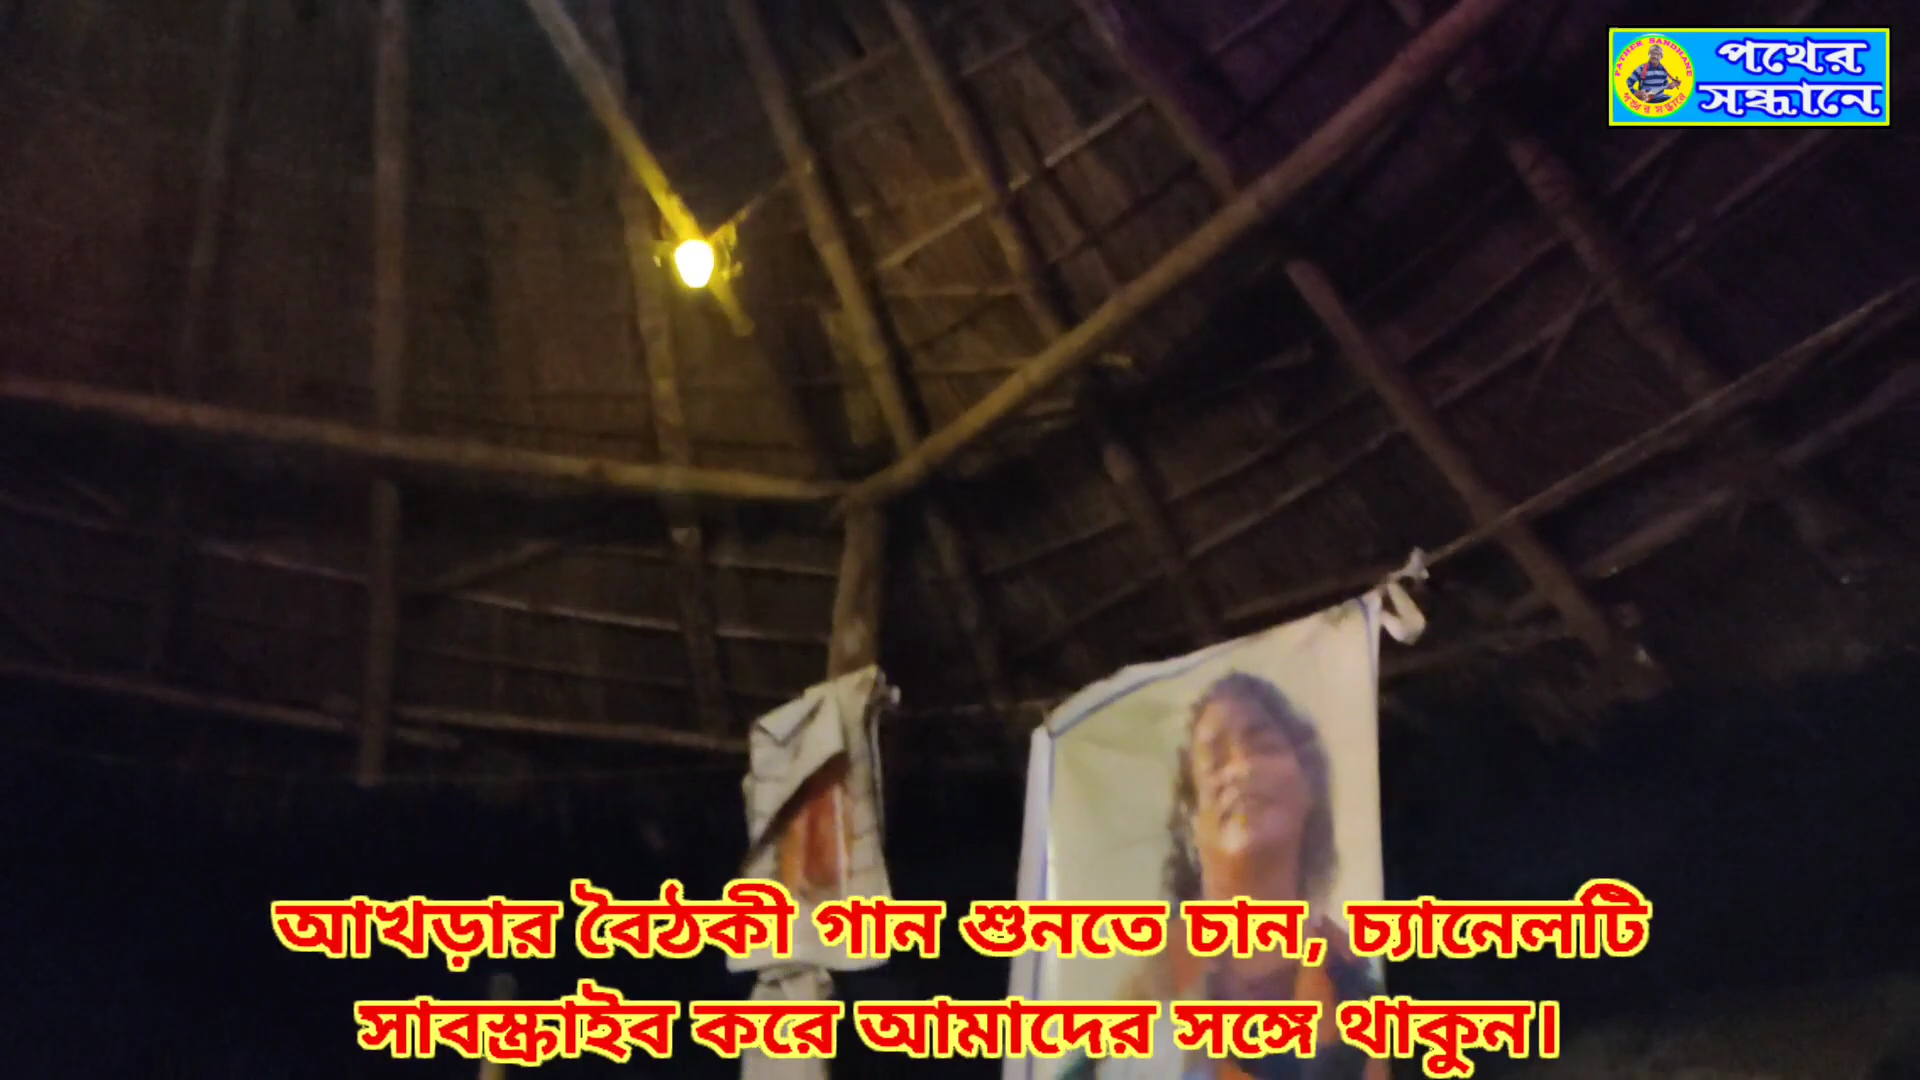 পথের
সন্ধানে
আখড়ার বৈঠকী গান শুনতে চান, চ্যানেলটি
সাবস্ক্রাইব করে আমাদের সঙ্গে থাকুন।